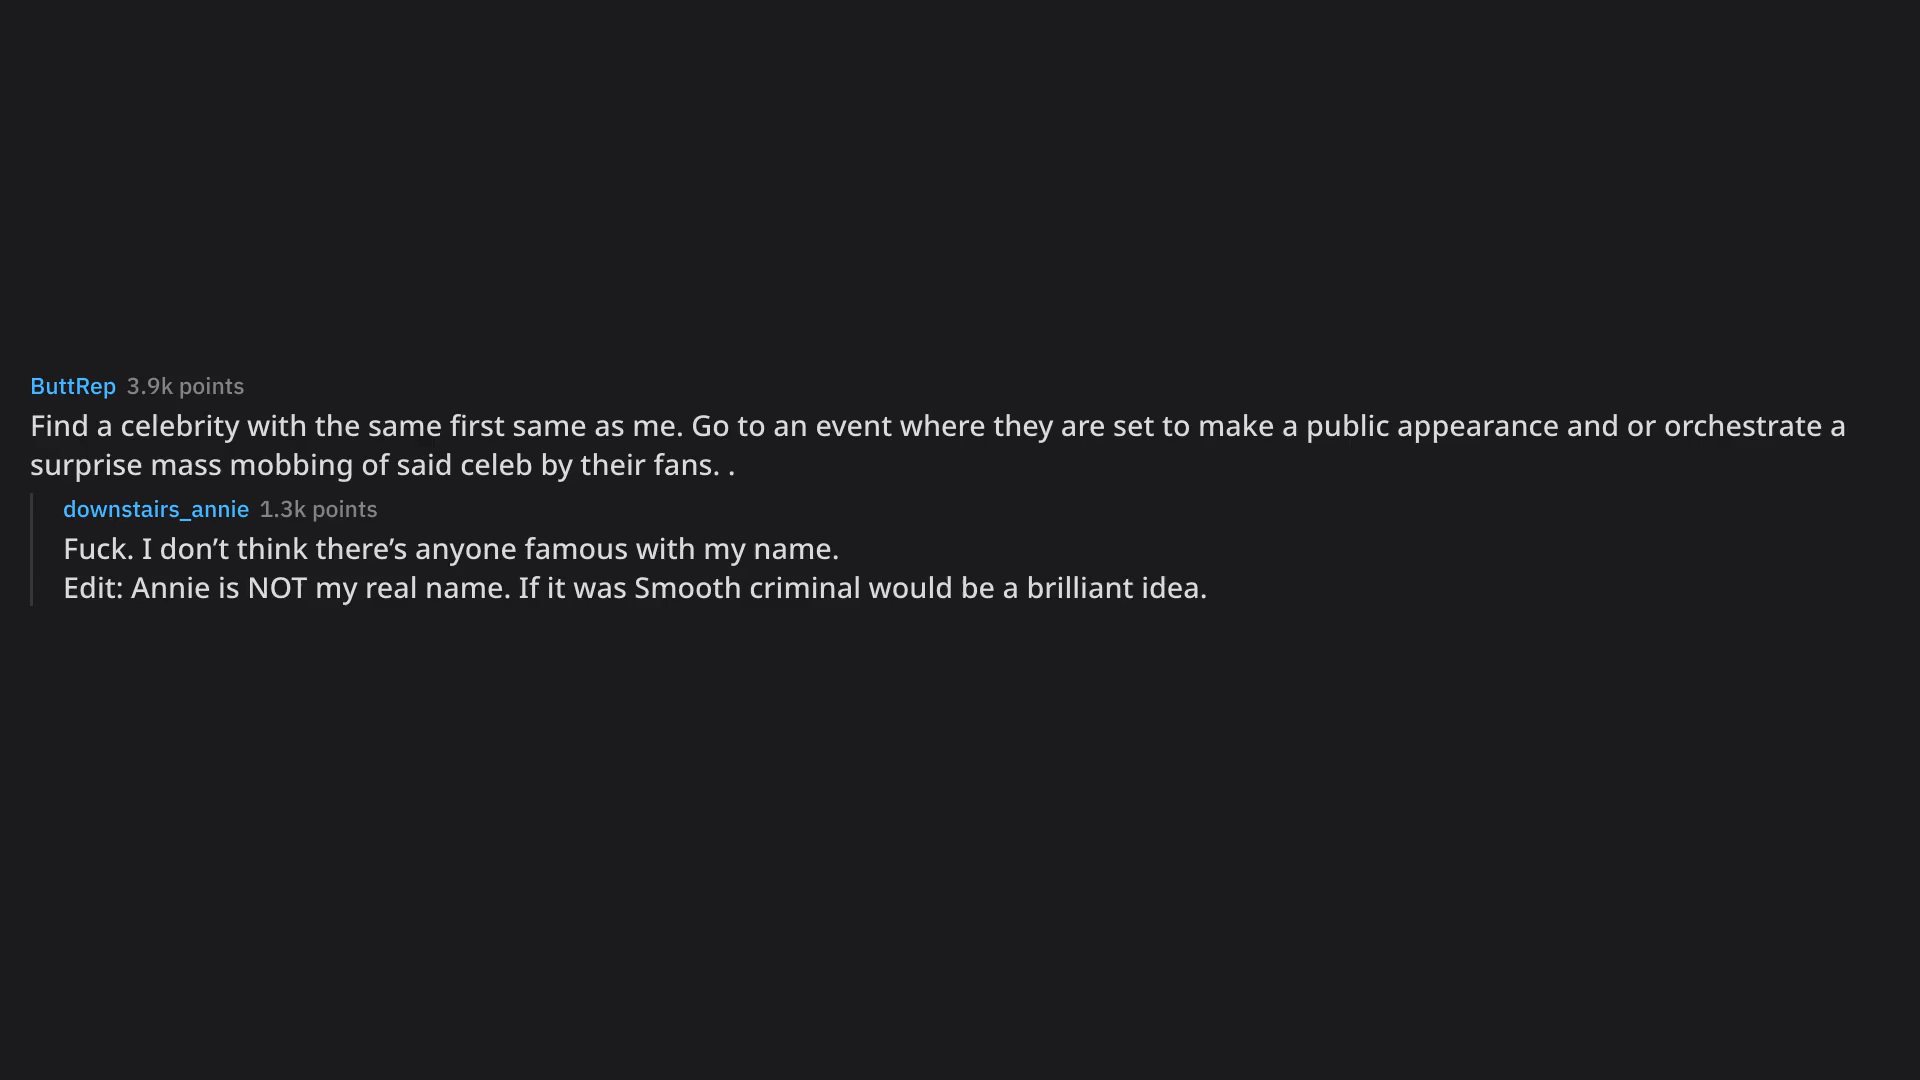 ButtRep 3.9k points
Find a celebrity with the same first same as me. Go to an event where they are set to make a public appearance and or orchestrate a
surprise mass mobbing of said celeb by their fans. .
downstairs_annie 1.3k points
Fuck. I don’t think there’s anyone famous with my name.
Edit: Annie is NOT my real name. If it was Smooth criminal would be a brilliant idea.